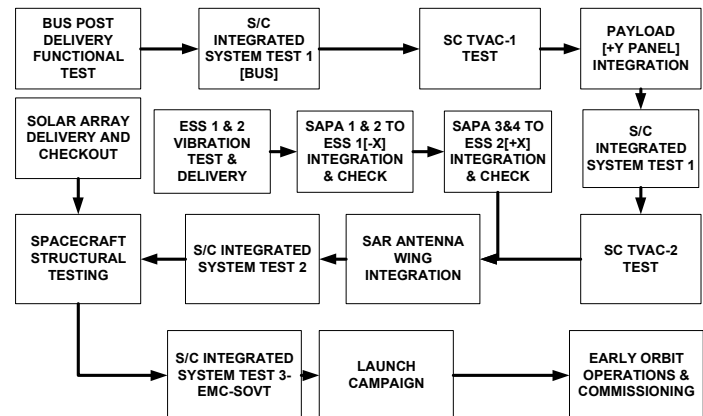 BUS POST
DELIVERY
FUNCTIONAL
TEST
S/C
INTEGRATED
SYSTEM TEST 1
[BUS]
SC TVAC-1
TEST
PAYLOAD
[+Y PANEL]
INTEGRATION
SOLAR ARRAY
DELIVERY AND
CHECKOUT
ESS 1 & 2
VIBRATION
TEST &
DELIVERY
SAPA 1 & 2 TO
ESS 1[-X]
INTEGRATION
& CHECK
SAPA 3&4 TO
ESS 2[+X]
INTEGRATION
& CHECK
S/C
INTEGRATED
SYSTEM TEST 1
SPACECRAFT
STRUCTURAL
TESTING
S/C INTEGRATED
SYSTEM TEST 2
SAR ANTENNA
WING
INTEGRATION
SC TVAC-2
TEST
S/C INTEGRATED
SYSTEM TEST 3-
EMC-SOVT
LAUNCH
CAMPAIGN
EARLY ORBIT
OPERATIONS &
COMMISSIONING